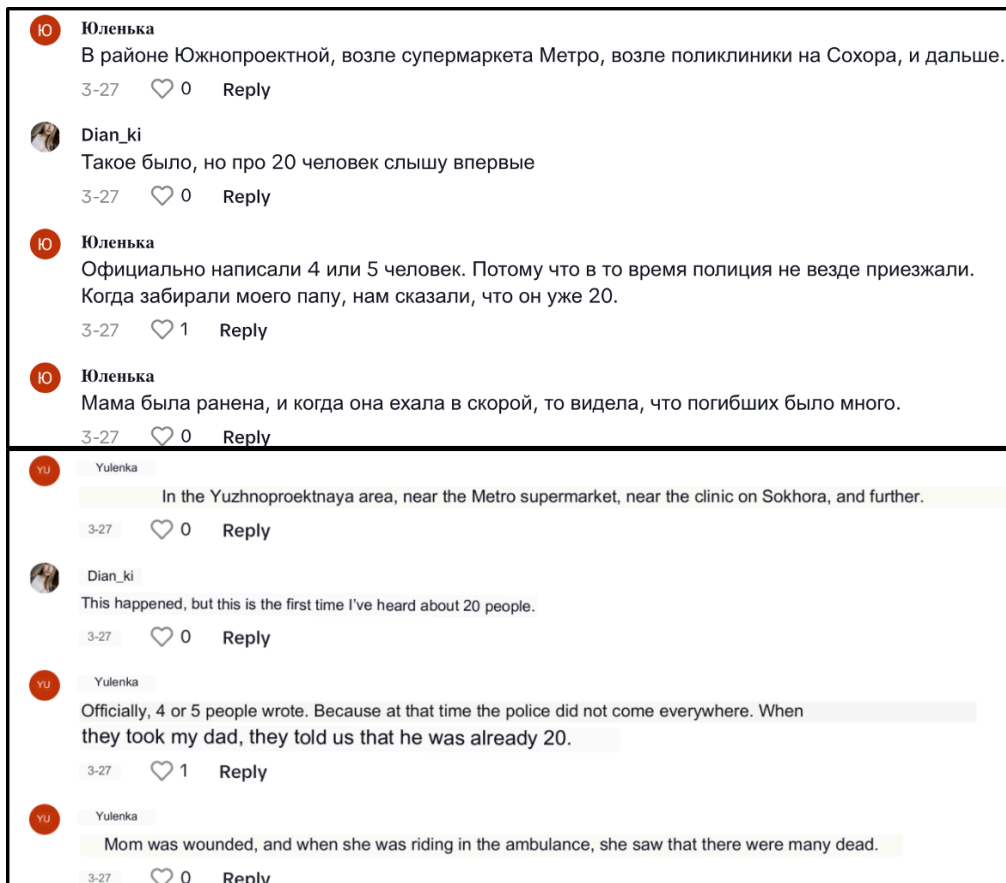 Ю Юленька
В районе Южнопроектной, возле супермаркета Метро, возле поликлиники на Сохора, и дальше.
3-27 0 Reply
Dian_ki
Такое было, но про 20 человек слышу впервые
3-27 0 Reply
Ю Юленька
Официально написали 4 или 5 человек. Потому что в то время полиция не везде приезжали.
Когда забирали моего папу, нам сказали, что он уже 20.
3-27 1 Reply
Ю Юленька
Мама была ранена, и когда она ехала в скорой, то видела, что погибших было много.
3-27 0 Reply
YU Yulenka
In the Yuzhnoproektnaya area, near the Metro supermarket, near the clinic on Sokhora, and further.
3-27 0 Reply
Dian_ki
This happened, but this is the first time I've heard about 20 people.
3-27 0 Reply
YU Yulenka
Officially, 4 or 5 people wrote. Because at that time the police did not come everywhere. When
they took my dad, they told us that he was already 20.
3-27 1 Reply
YU Yulenka
Mom was wounded, and when she was riding in the ambulance, she saw that there were many dead.
3-27 0 Reply